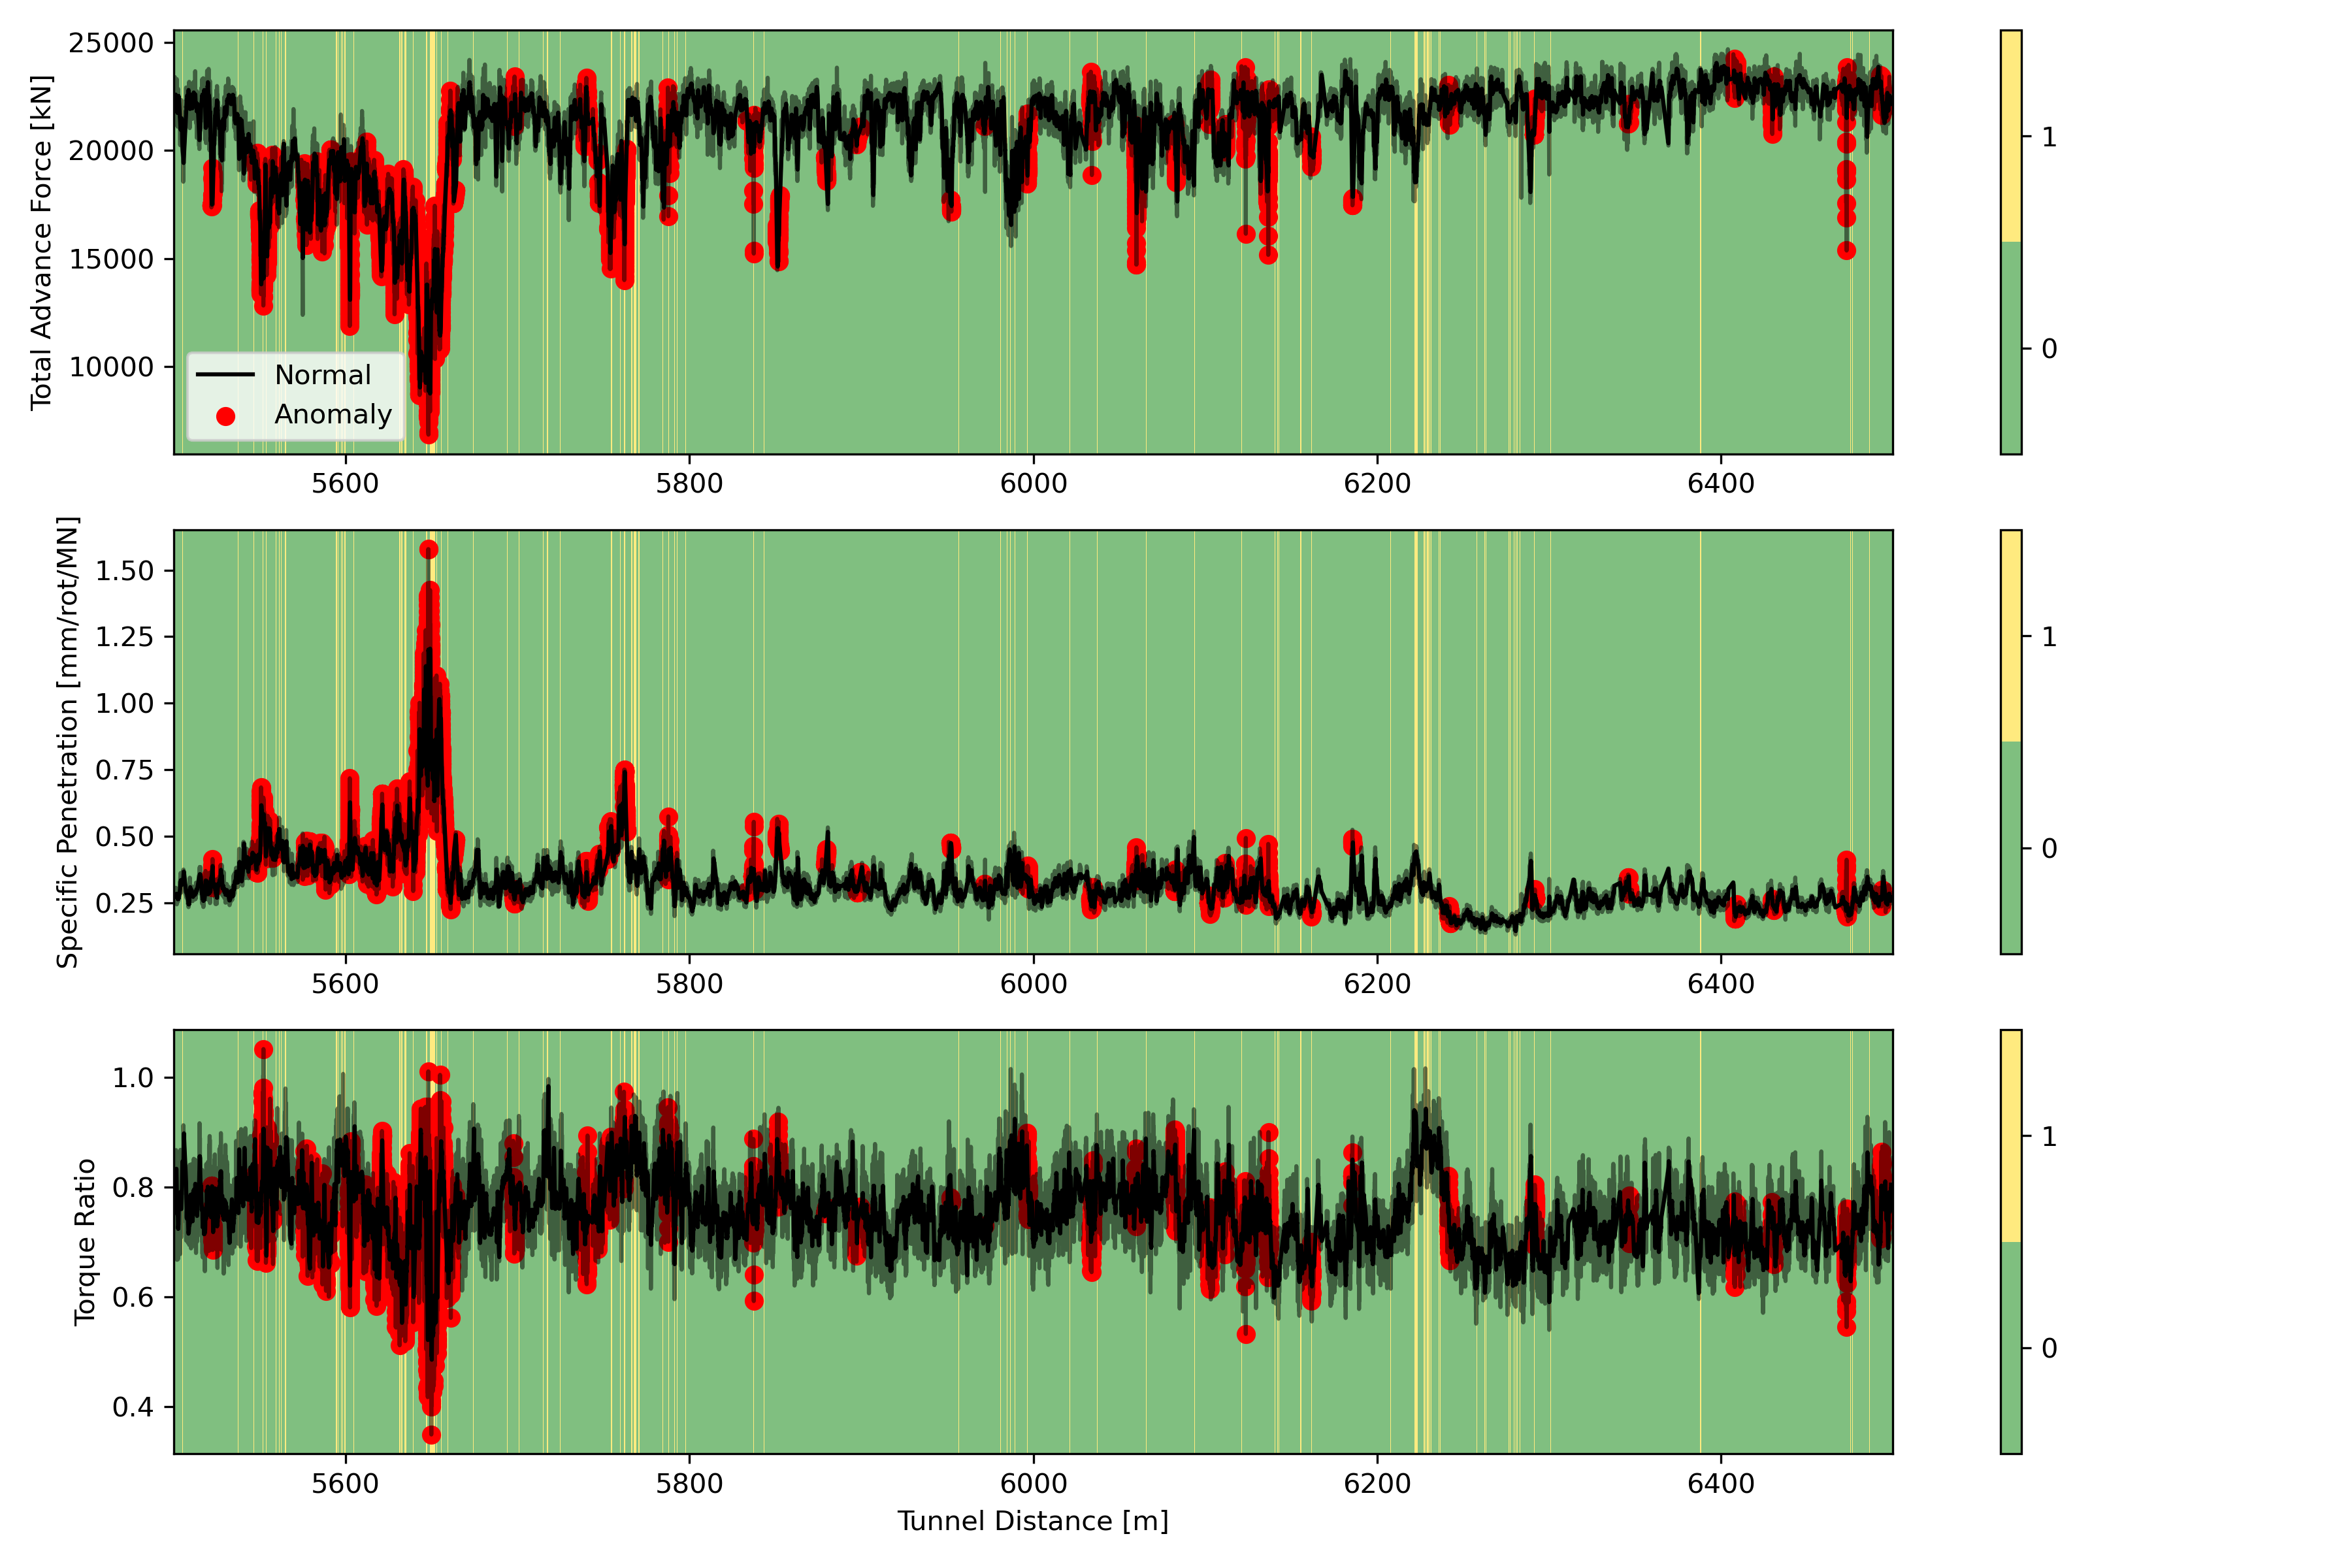 Total Advance Force [kN]
25000
20000
15000
10000
Normal
Anomaly
5600 5800 6000 6200 6400
1
0
Specific Penetration [mm/rot/MN]
1.50
1.25
1.00
0.75
0.50
0.25
5600 5800 6000 6200 6400
1
0
Torque Ratio
1.0
0.8
0.6
0.4
5600 5800 6000 6200 6400
Tunnel Distance [m]
1
0